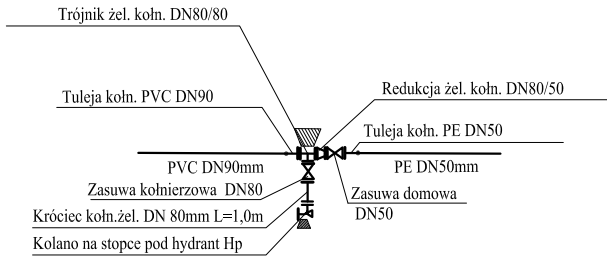 Trójnik żel. kołn. DN80/80
Redukcja żel. kołn. DN80/50
Tuleja kołn. PVC DN90
Tuleja kołn. PE DN50
PVC DN90mm
PE DN50mm
Zasuwa kołnierzowa DN80
Zasuwa domowa
DN50
Króciec kołn.żel. DN 80mm L=1,0m
Kolano na stopce pod hydrant Hp